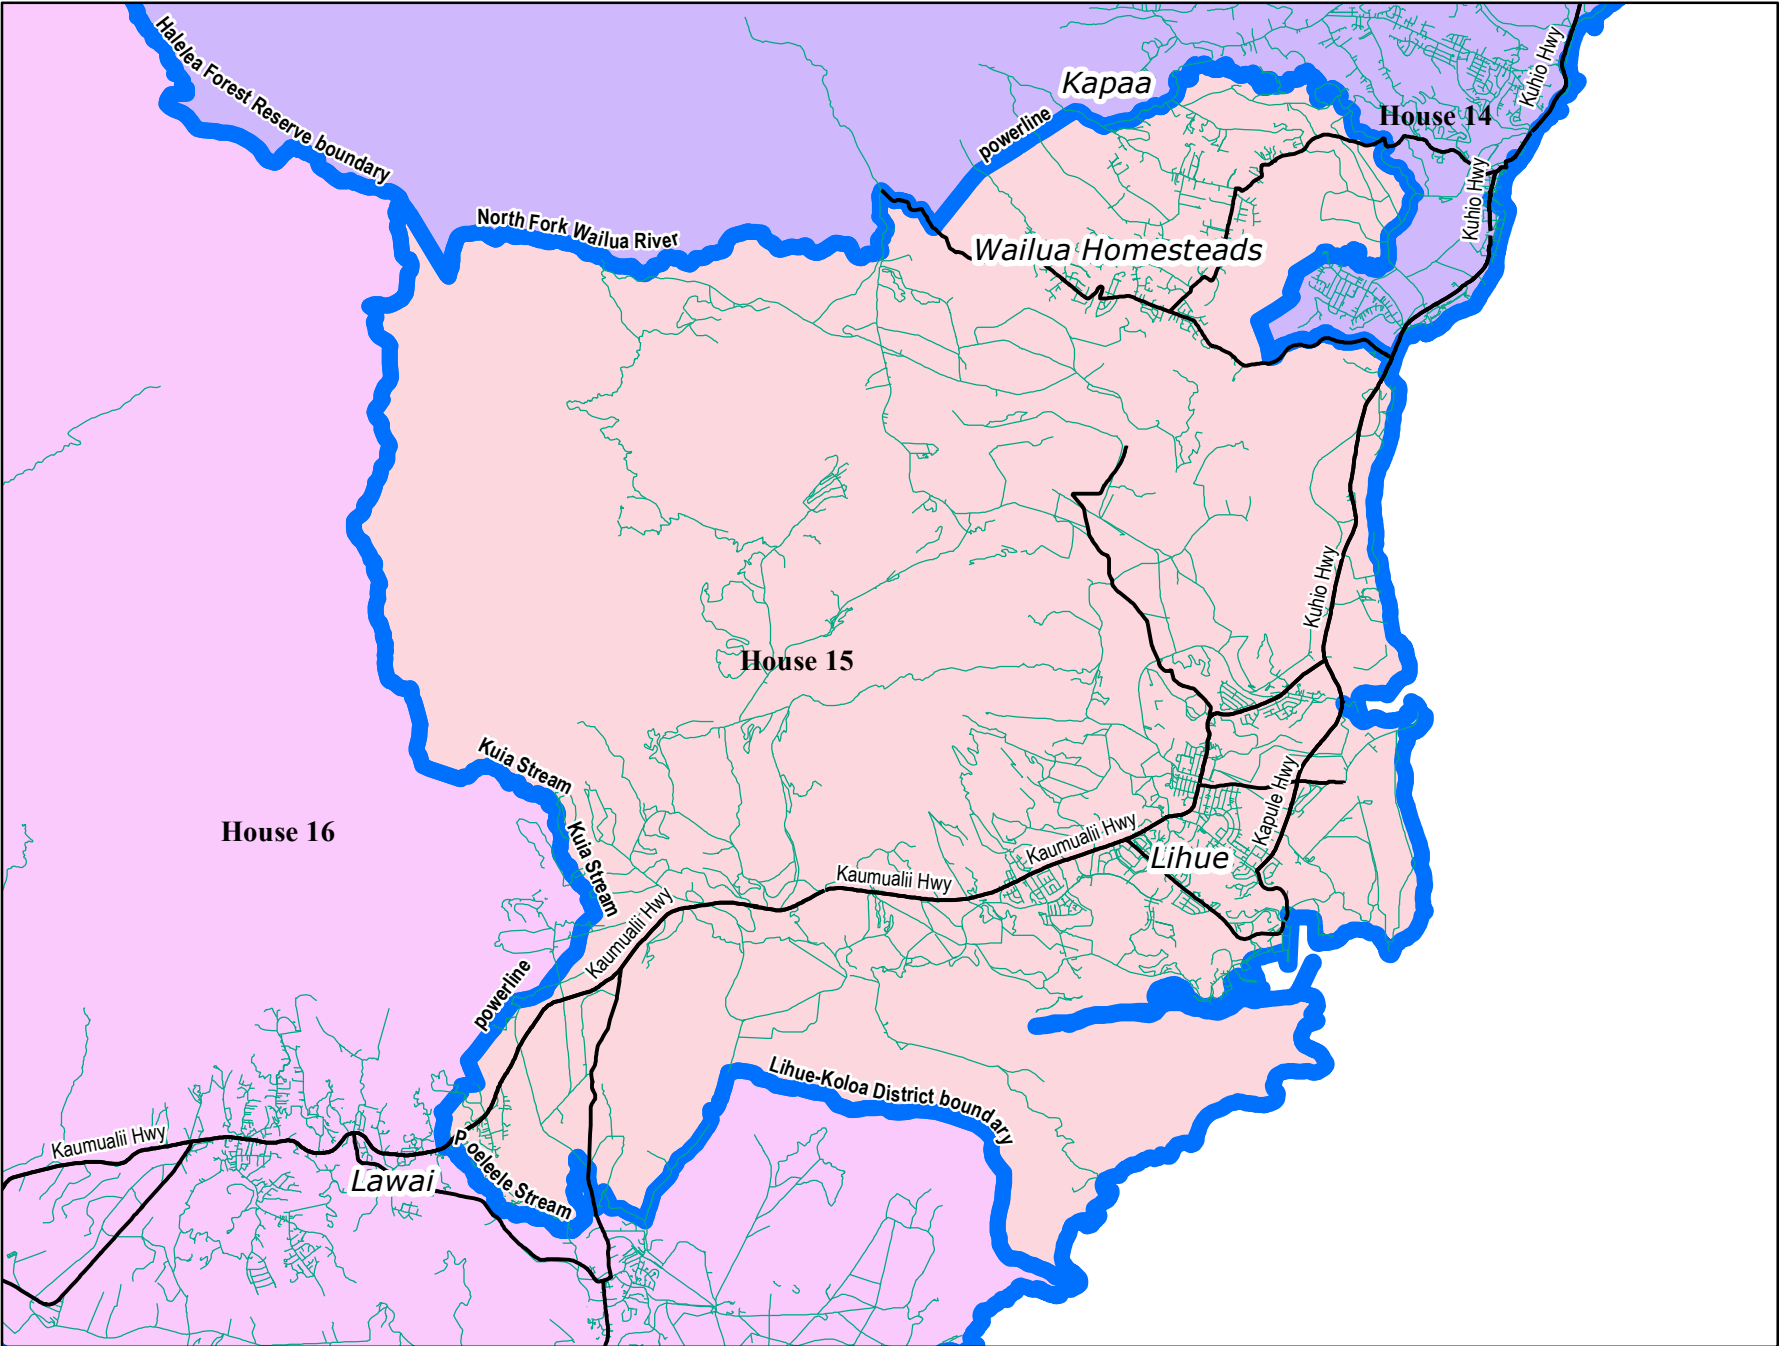 Halelea Forest Reserve boundary
Kapaa
powerline
House 14
Kuhio Hwy
Kuhio Hwy
North Fork Wailua River
Wailua Homesteads
Kuhio Hwy
House 15
Kuia Stream
Kuia Stream
House 16
Kapule Hwy
Kaumualii Hwy
Lihue
Kaumualii Hwy
Kaumualii Hwy
powerline
Lihue-Koloa District boundary
Kaumualii Hwy
Poeleele Stream
Lawai